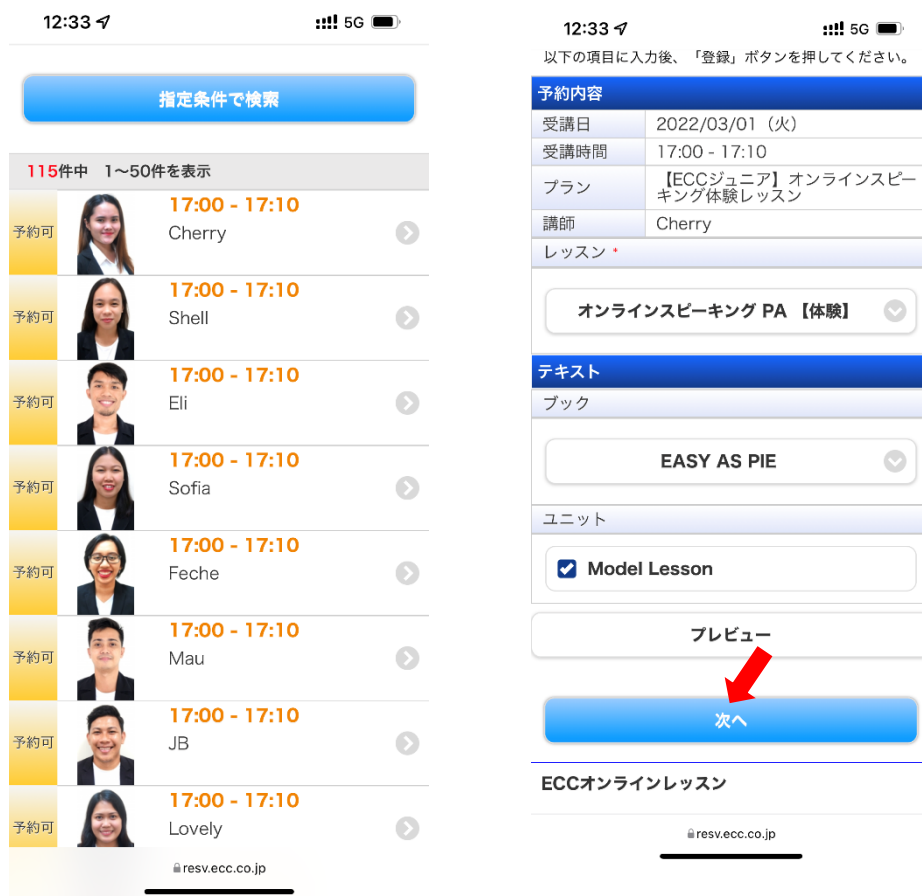 12:33
5G
指定条件で検索
115件中 1～50件を表示
予約可
17:00 - 17:10
Cherry
予約可
17:00 - 17:10
Shell
予約可
17:00 - 17:10
Eli
予約可
17:00 - 17:10
Sofia
予約可
17:00 - 17:10
Feche
予約可
17:00 - 17:10
Mau
予約可
17:00 - 17:10
JB
予約可
17:00 - 17:10
Lovely
resv.ecc.co.jp
12:33
5G
以下の項目に入力後、「登録」ボタンを押してください。
予約内容
受講日 2022/03/01（火）
受講時間 17:00 - 17:10
プラン 【ECCジュニア】オンラインスピー
キング体験レッスン
講師 Cherry
レッスン *
オンラインスピーキング PA 【体験】
テキスト
ブック
EASY AS PIE
ユニット
Model Lesson
プレビュー
次へ
ECCオンラインレッスン
resv.ecc.co.jp